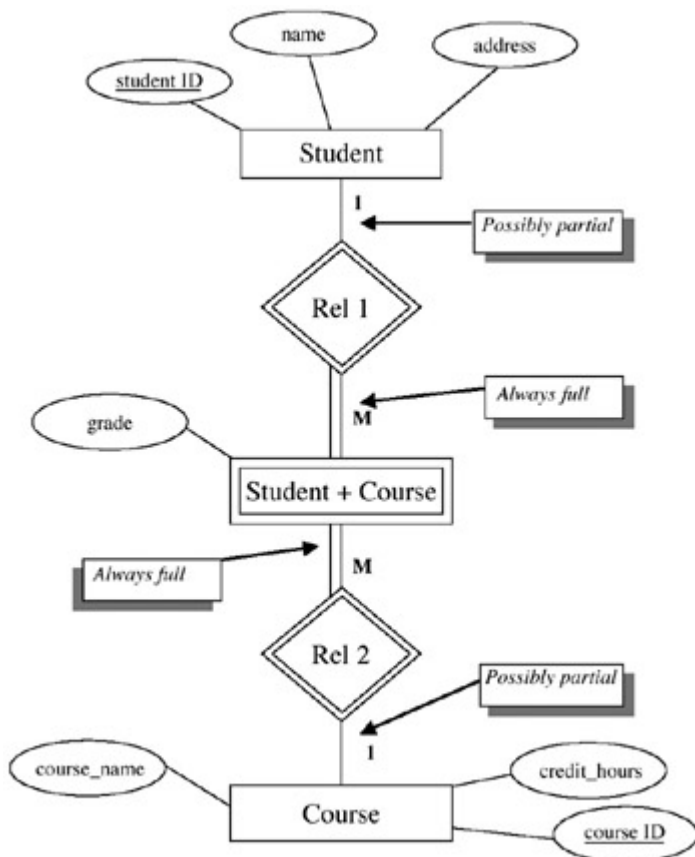 name
address
student ID
Student
1
Possibly partial
Rel 1
Always full
M
grade
Student + Course
Always full
M
Rel 2
Possibly partial
1
course_name
credit_hours
Course
course ID